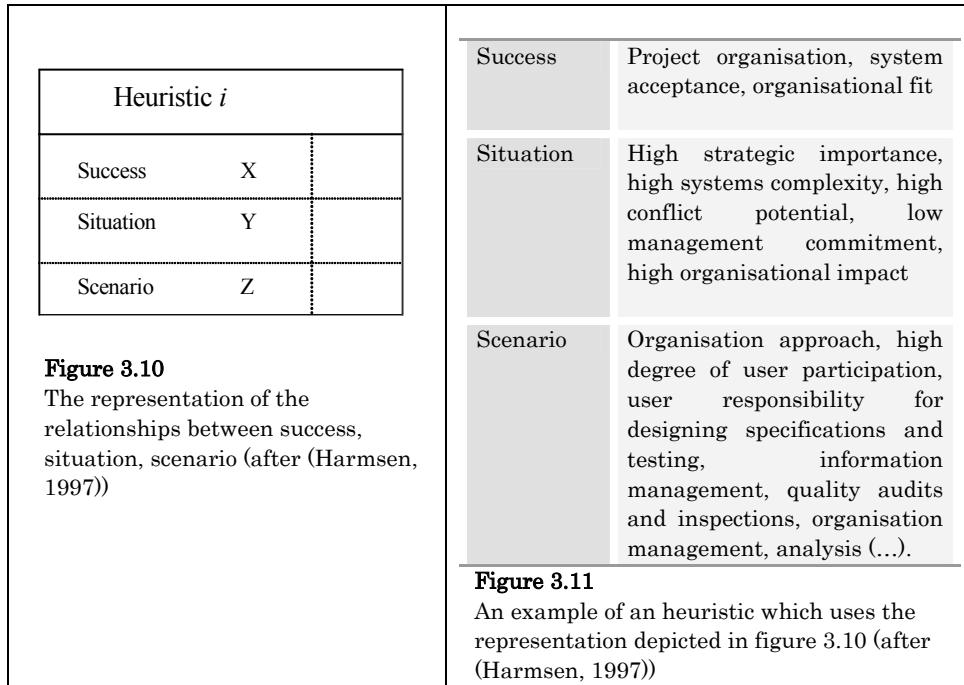 Heuristic i
Success X
Situation Y
Scenario Z
Figure 3.10
The representation of the
relationships between success,
situation, scenario (after (Harmsen,
1997))
Success Project organisation, system
acceptance, organisational fit
Situation High strategic importance,
high systems complexity, high
conflict potential, low
management commitment,
high organisational impact
Scenario Organisation approach, high
degree of user participation,
user responsibility for
designing specifications and
testing, information
management, quality audits
and inspections, organisation
management, analysis (…).
Figure 3.11
An example of an heuristic which uses the
representation depicted in figure 3.10 (after
(Harmsen, 1997))